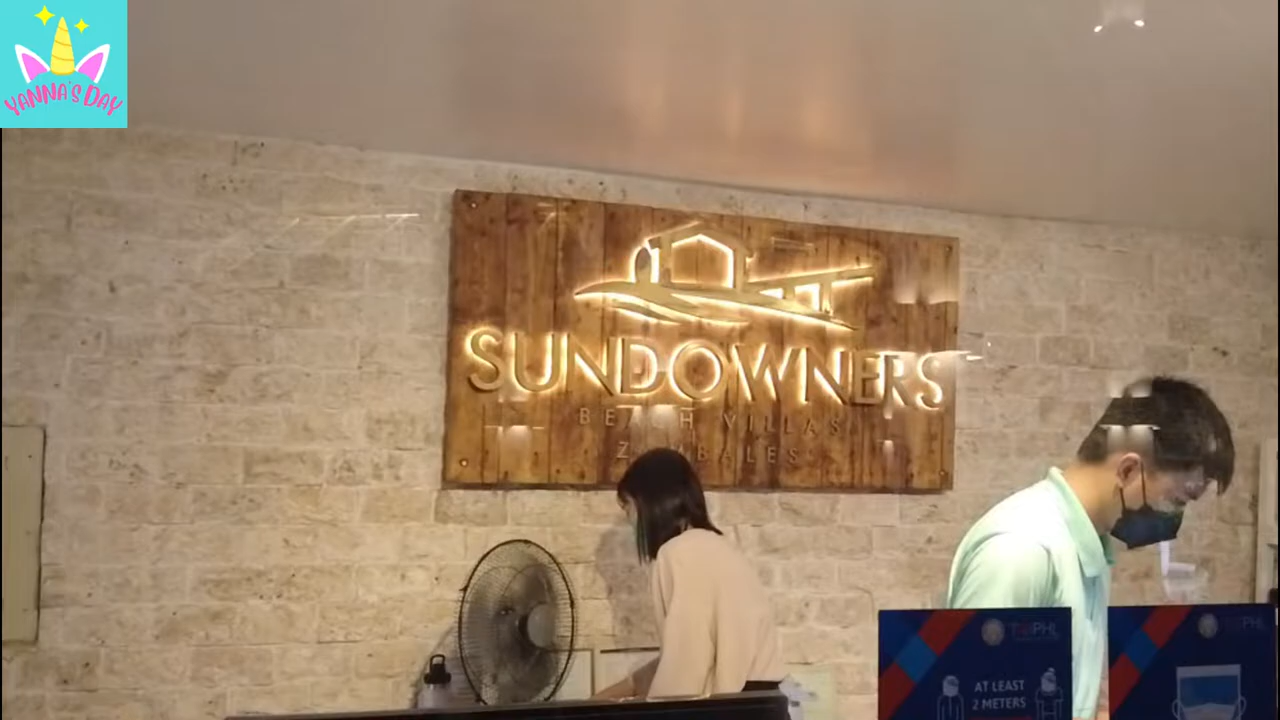 YANNA'S DAY
SUNDOWNERS
BEACH VILLAS
ZAMBALES
AT LEAST
2 METERS